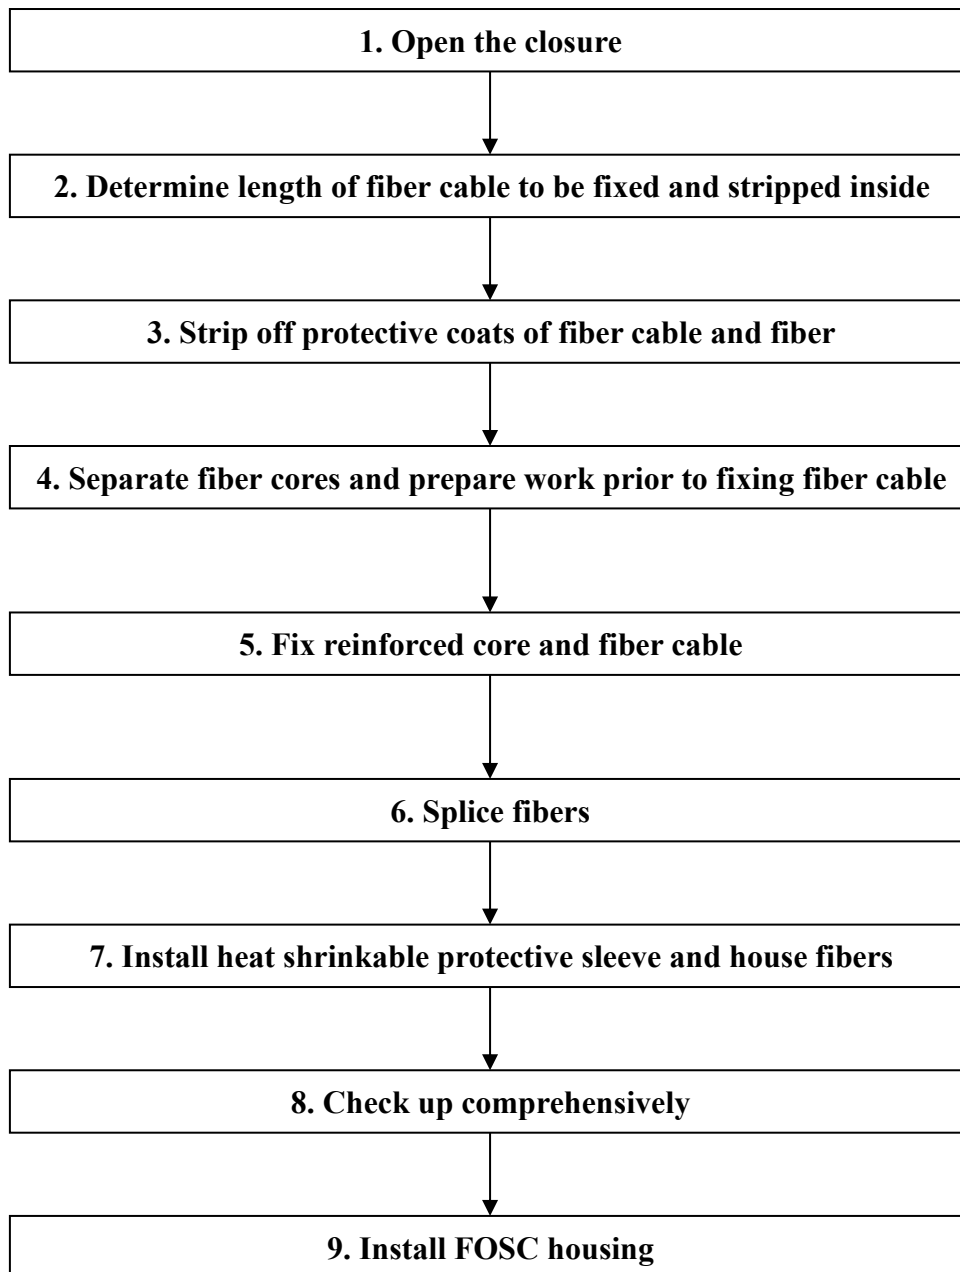 1. Open the closure
2. Determine length of fiber cable to be fixed and stripped inside
3. Strip off protective coats of fiber cable and fiber
4. Separate fiber cores and prepare work prior to fixing fiber cable
5. Fix reinforced core and fiber cable
6. Splice fibers
7. Install heat shrinkable protective sleeve and house fibers
8. Check up comprehensively
9. Install FOSC housing